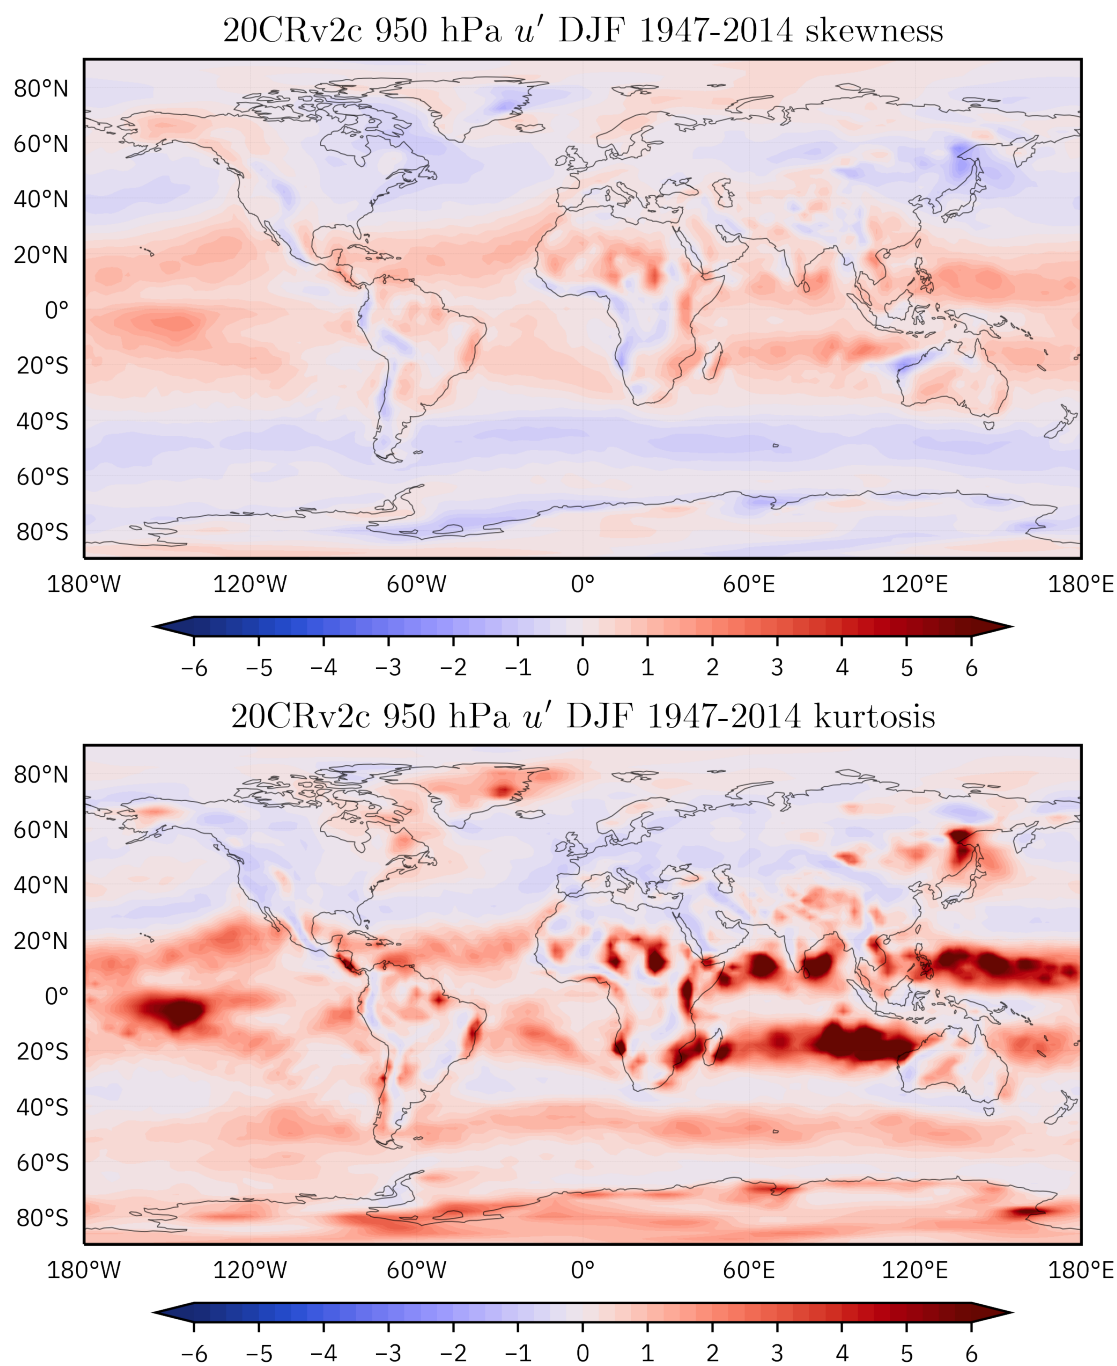 20CRv2c 950 hPa u′ DJF 1947-2014 skewness
80°N
60°N
40°N
20°N
0°
20°S
40°S
60°S
80°S
180°W 120°W 60°W 0° 60°E 120°E 180°E
−6 −5 −4 −3 −2 −1 0 1 2 3 4 5 6
20CRv2c 950 hPa u′ DJF 1947-2014 kurtosis
80°N
60°N
40°N
20°N
0°
20°S
40°S
60°S
80°S
180°W 120°W 60°W 0° 60°E 120°E 180°E
−6 −5 −4 −3 −2 −1 0 1 2 3 4 5 6